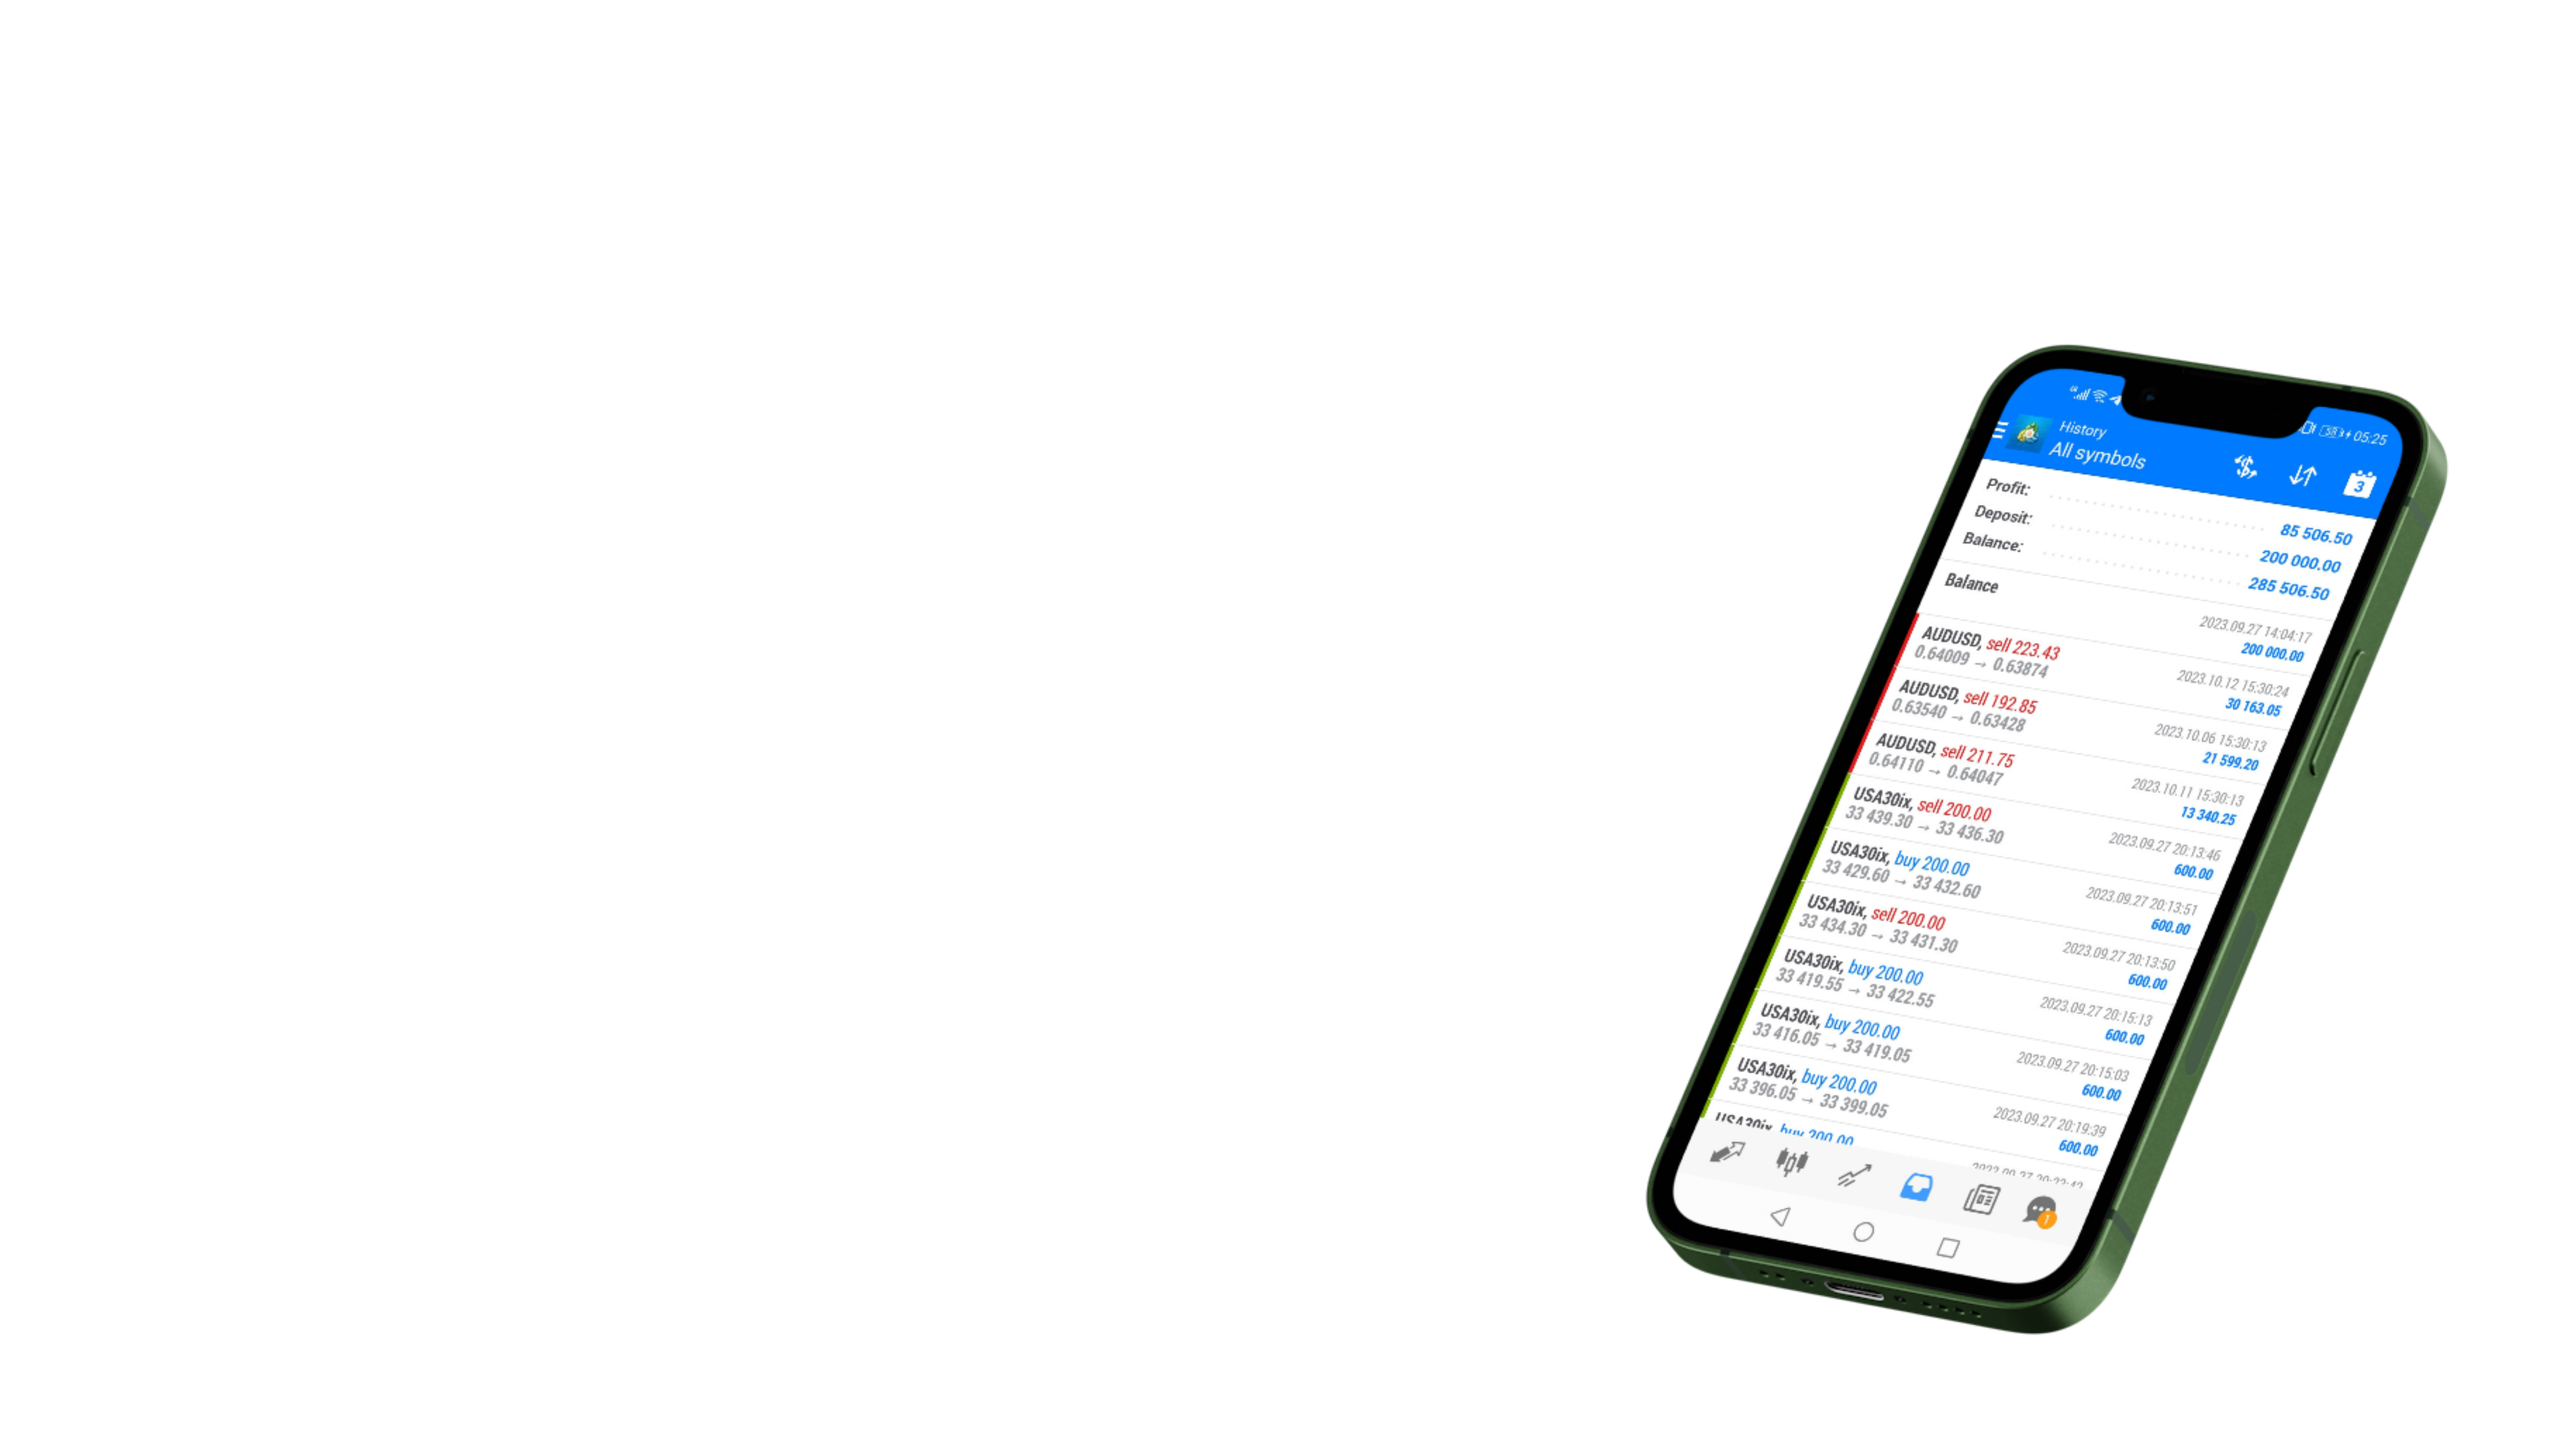 05:25
History
All symbols
3
Profit: 85 506.50
Deposit: 200 000.00
Balance: 285 506.50
Balance 2023.09.27 14:04:17
200 000.00
AUDUSD, sell 223.43 2023.10.12 15:30:24
0.64009 → 0.63874 30 163.05
AUDUSD, sell 192.85 2023.10.06 15:30:13
0.63540 → 0.63428 21 599.20
AUDUSD, sell 211.75 2023.10.11 15:30:13
0.64110 → 0.64047 13 340.25
USA30ix, sell 200.00 2023.09.27 20:13:46
33 439.30 → 33 436.30 600.00
USA30ix, buy 200.00 2023.09.27 20:13:51
33 429.60 → 33 432.60 600.00
USA30ix, sell 200.00 2023.09.27 20:13:50
33 434.30 → 33 431.30 600.00
USA30ix, buy 200.00 2023.09.27 20:15:13
33 419.55 → 33 422.55 600.00
USA30ix, buy 200.00 2023.09.27 20:15:03
33 416.05 → 33 419.05 600.00
USA30ix, buy 200.00 2023.09.27 20:19:39
33 396.05 → 33 399.05 600.00
USA30ix, buy 200.00
1